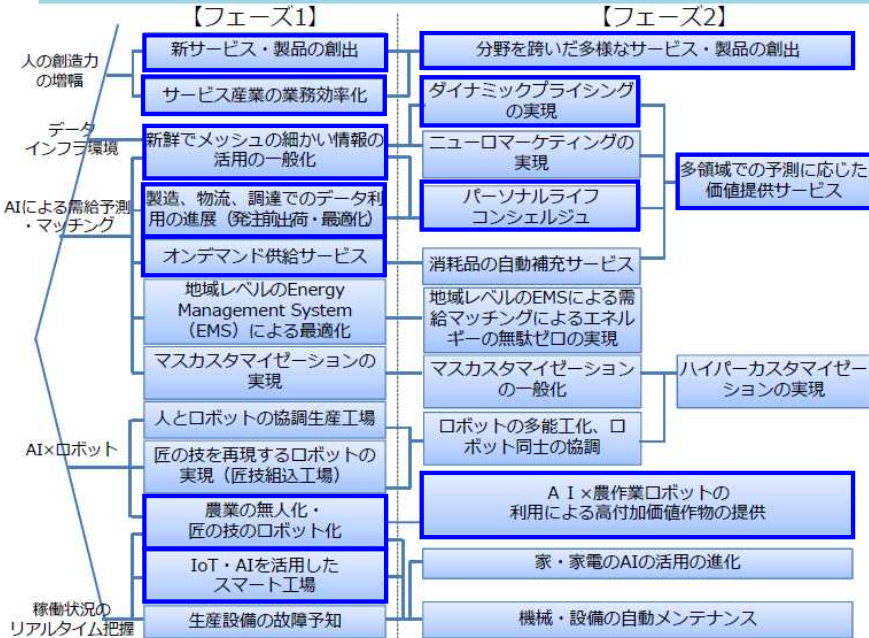 【フェーズ1】
【フェーズ2】
人の創造力
の増幅
新サービス・製品の創出
サービス産業の業務効率化
分野を跨いだ多様なサービス・製品の創出
データ
インフラ環境
新鮮でメッシュの細かい情報の
活用の一般化
ダイナミックプライシング
の実現
ニューロマーケティングの
実現
多領域での予測に応じた
価値提供サービス
AIによる需給予測
・マッチング
製造、物流、調達でのデータ利
用の進展（発注前出荷・最適化）
パーソナルライフ
コンシェルジュ
オンデマンド供給サービス
消耗品の自動補充サービス
地域レベルのEnergy
Management System
（EMS）による最適化
地域レベルのEMSによる需
給マッチングによるエネル
ギーの無駄ゼロの実現
マスカスタマイゼーションの
実現
マスカスタマイゼーション
の一般化
ハイパーカスタマイゼー
ションの実現
AI×ロボット
人とロボットの協調生産工場
匠の技を再現するロボットの
実現（匠技組込工場）
ロボットの多能工化、ロ
ボット同士の協調
農業の無人化・
匠の技のロボット化
ＡＩ×農作業ロボットの
利用による高付加価値作物の提供
IoT・AIを活用した
スマート工場
家・家電のAIの活用の進化
稼働状況の
リアルタイム把握
生産設備の故障予知
機械・設備の自動メンテナンス